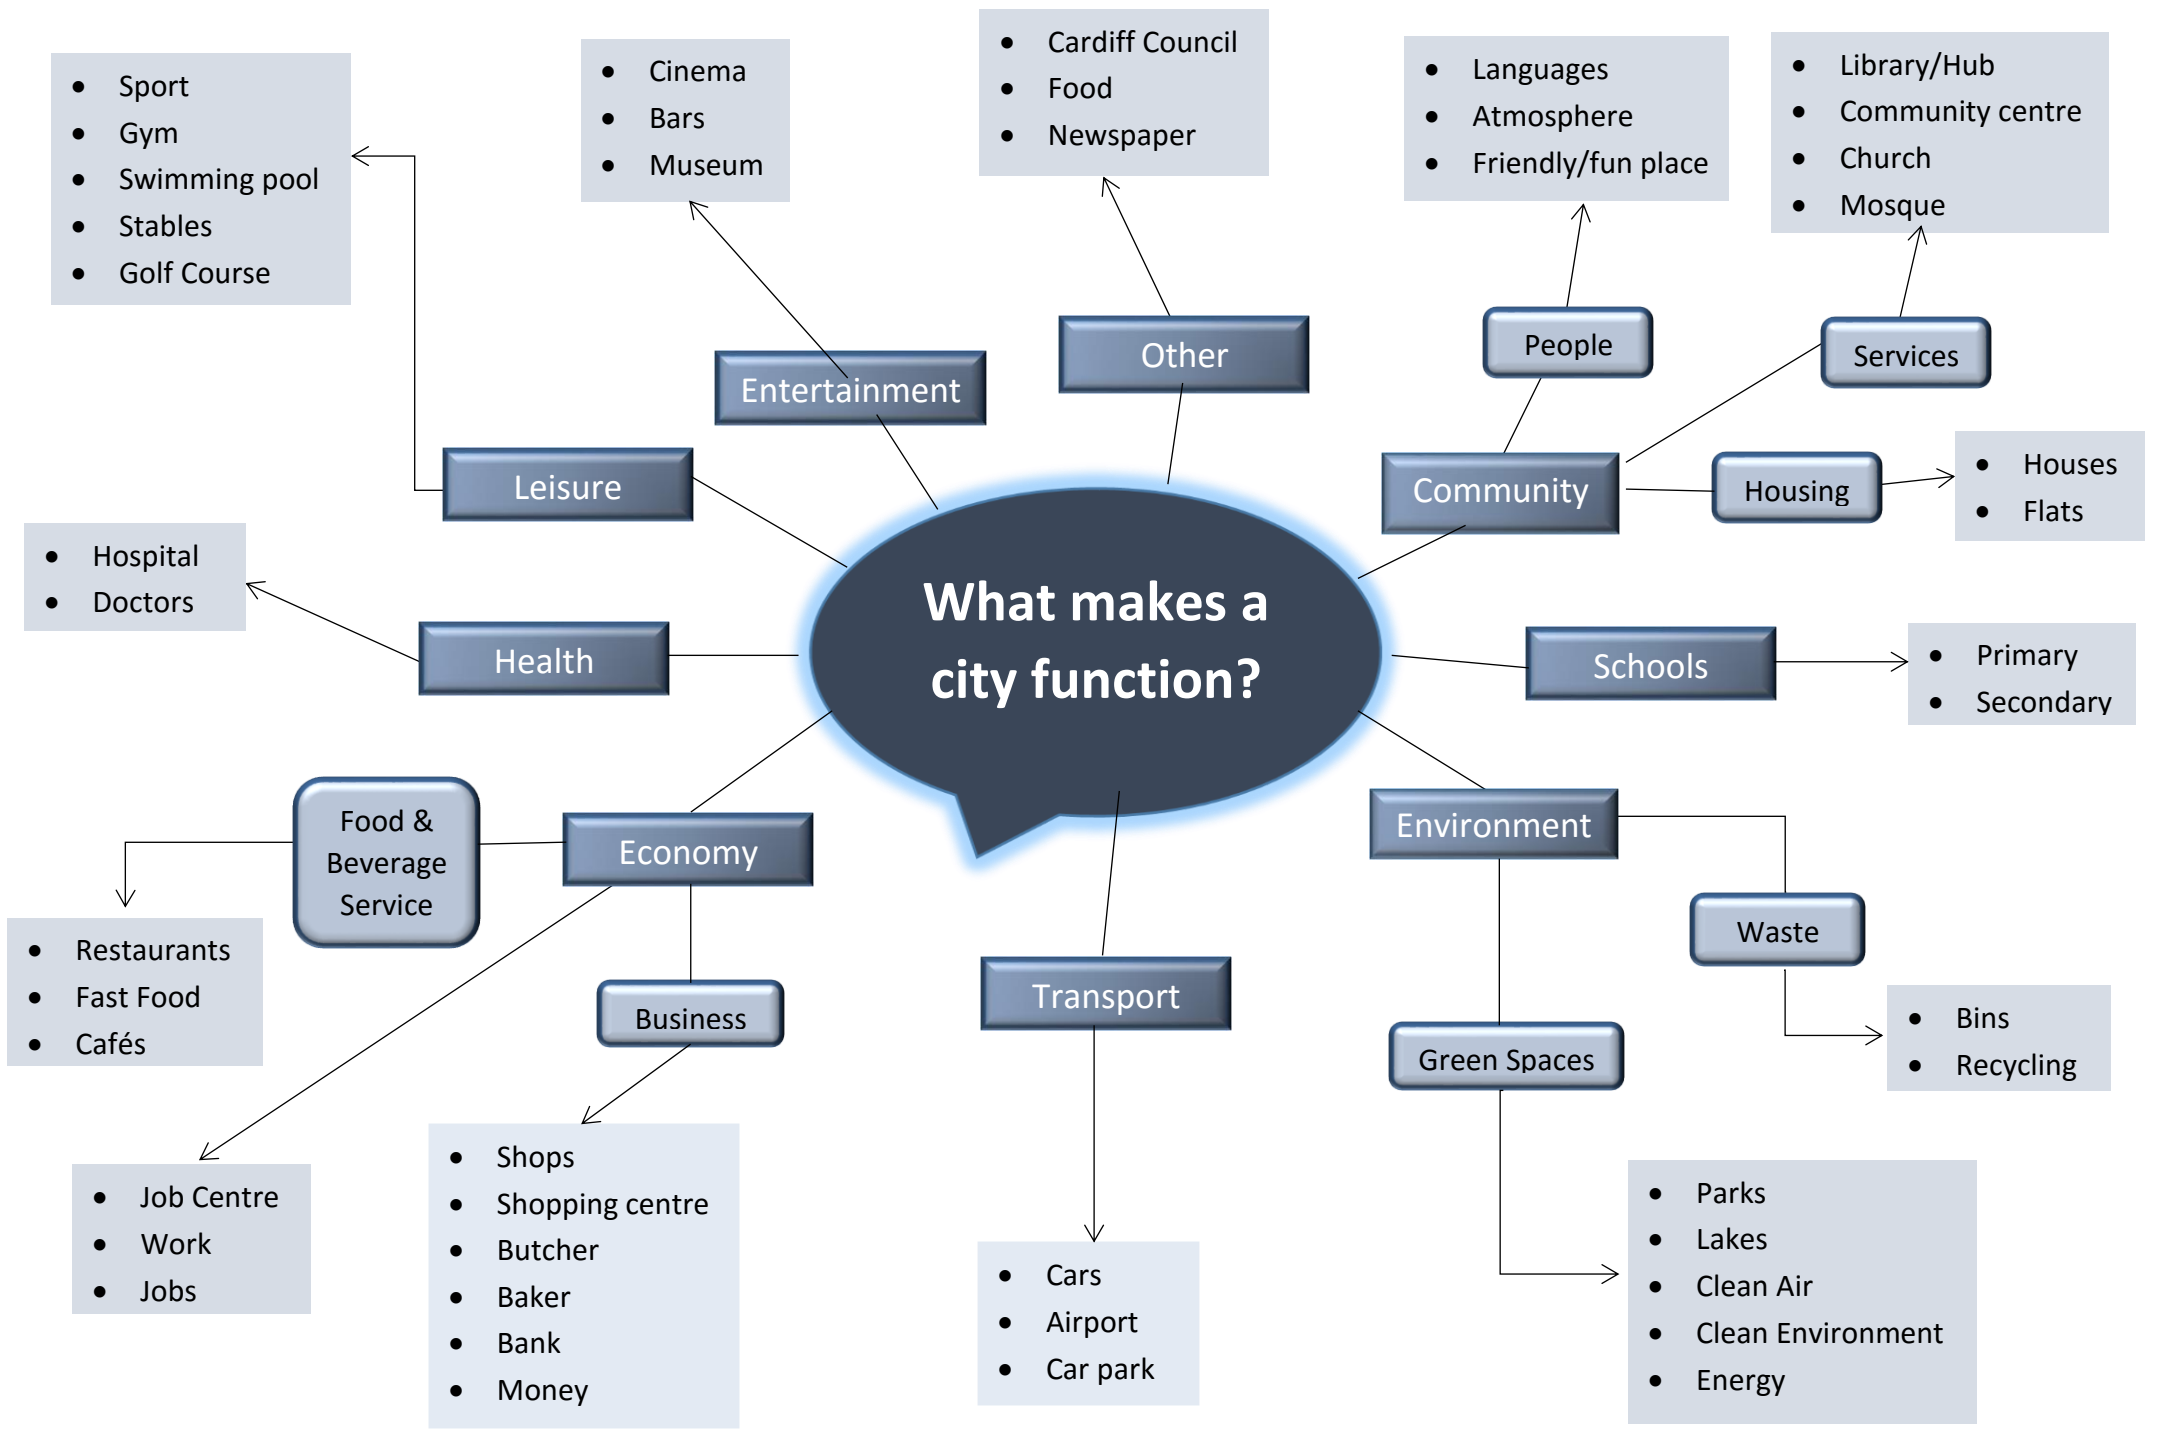 What makes a
city function?
Leisure
• Sport
• Gym
• Swimming pool
• Stables
• Golf Course
Entertainment
• Cinema
• Bars
• Museum
Other
• Cardiff Council
• Food
• Newspaper
Community
People
• Languages
• Atmosphere
• Friendly/fun place
Services
• Library/Hub
• Community centre
• Church
• Mosque
Housing
• Houses
• Flats
Schools
• Primary
• Secondary
Environment
Waste
• Bins
• Recycling
Green Spaces
• Parks
• Lakes
• Clean Air
• Clean Environment
• Energy
Transport
• Cars
• Airport
• Car park
Economy
Business
• Shops
• Shopping centre
• Butcher
• Baker
• Bank
• Money
• Job Centre
• Work
• Jobs
Food &
Beverage
Service
• Restaurants
• Fast Food
• Cafés
Health
• Hospital
• Doctors